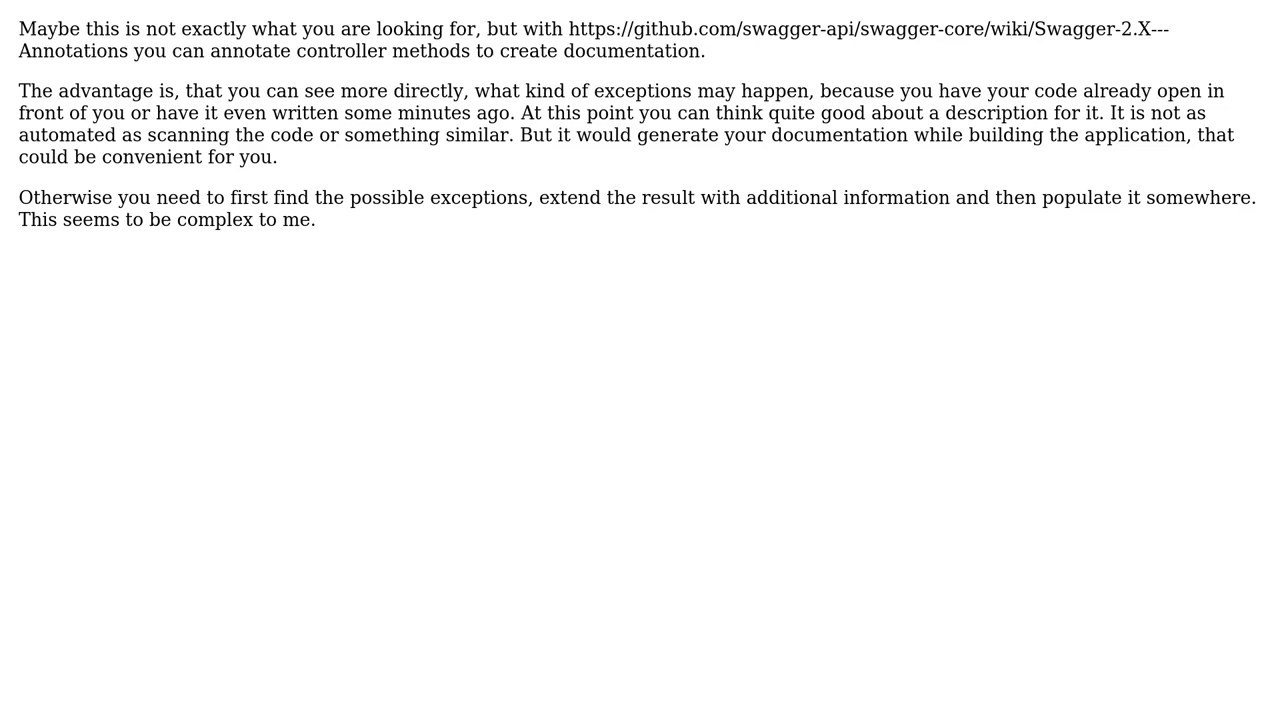 Maybe this is not exactly what you are looking for, but with https://github.com/swagger-api/swagger-core/wiki/Swagger-2.X---
Annotations you can annotate controller methods to create documentation.
The advantage is, that you can see more directly, what kind of exceptions may happen, because you have your code already open in
front of you or have it even written some minutes ago. At this point you can think quite good about a description for it. It is not as
automated as scanning the code or something similar. But it would generate your documentation while building the application, that
could be convenient for you.
Otherwise you need to first find the possible exceptions, extend the result with additional information and then populate it somewhere.
This seems to be complex to me.